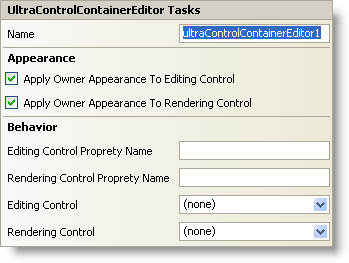 UltraControlContainerEditor Tasks
Name ultraControlContainerEditor1
Appearance
Apply Owner Appearance To Editing Control
Apply Owner Appearance To Rendering Control
Behavior
Editing Control Proprety Name
Rendering Control Proprety Name
Editing Control (none)
Rendering Control (none)